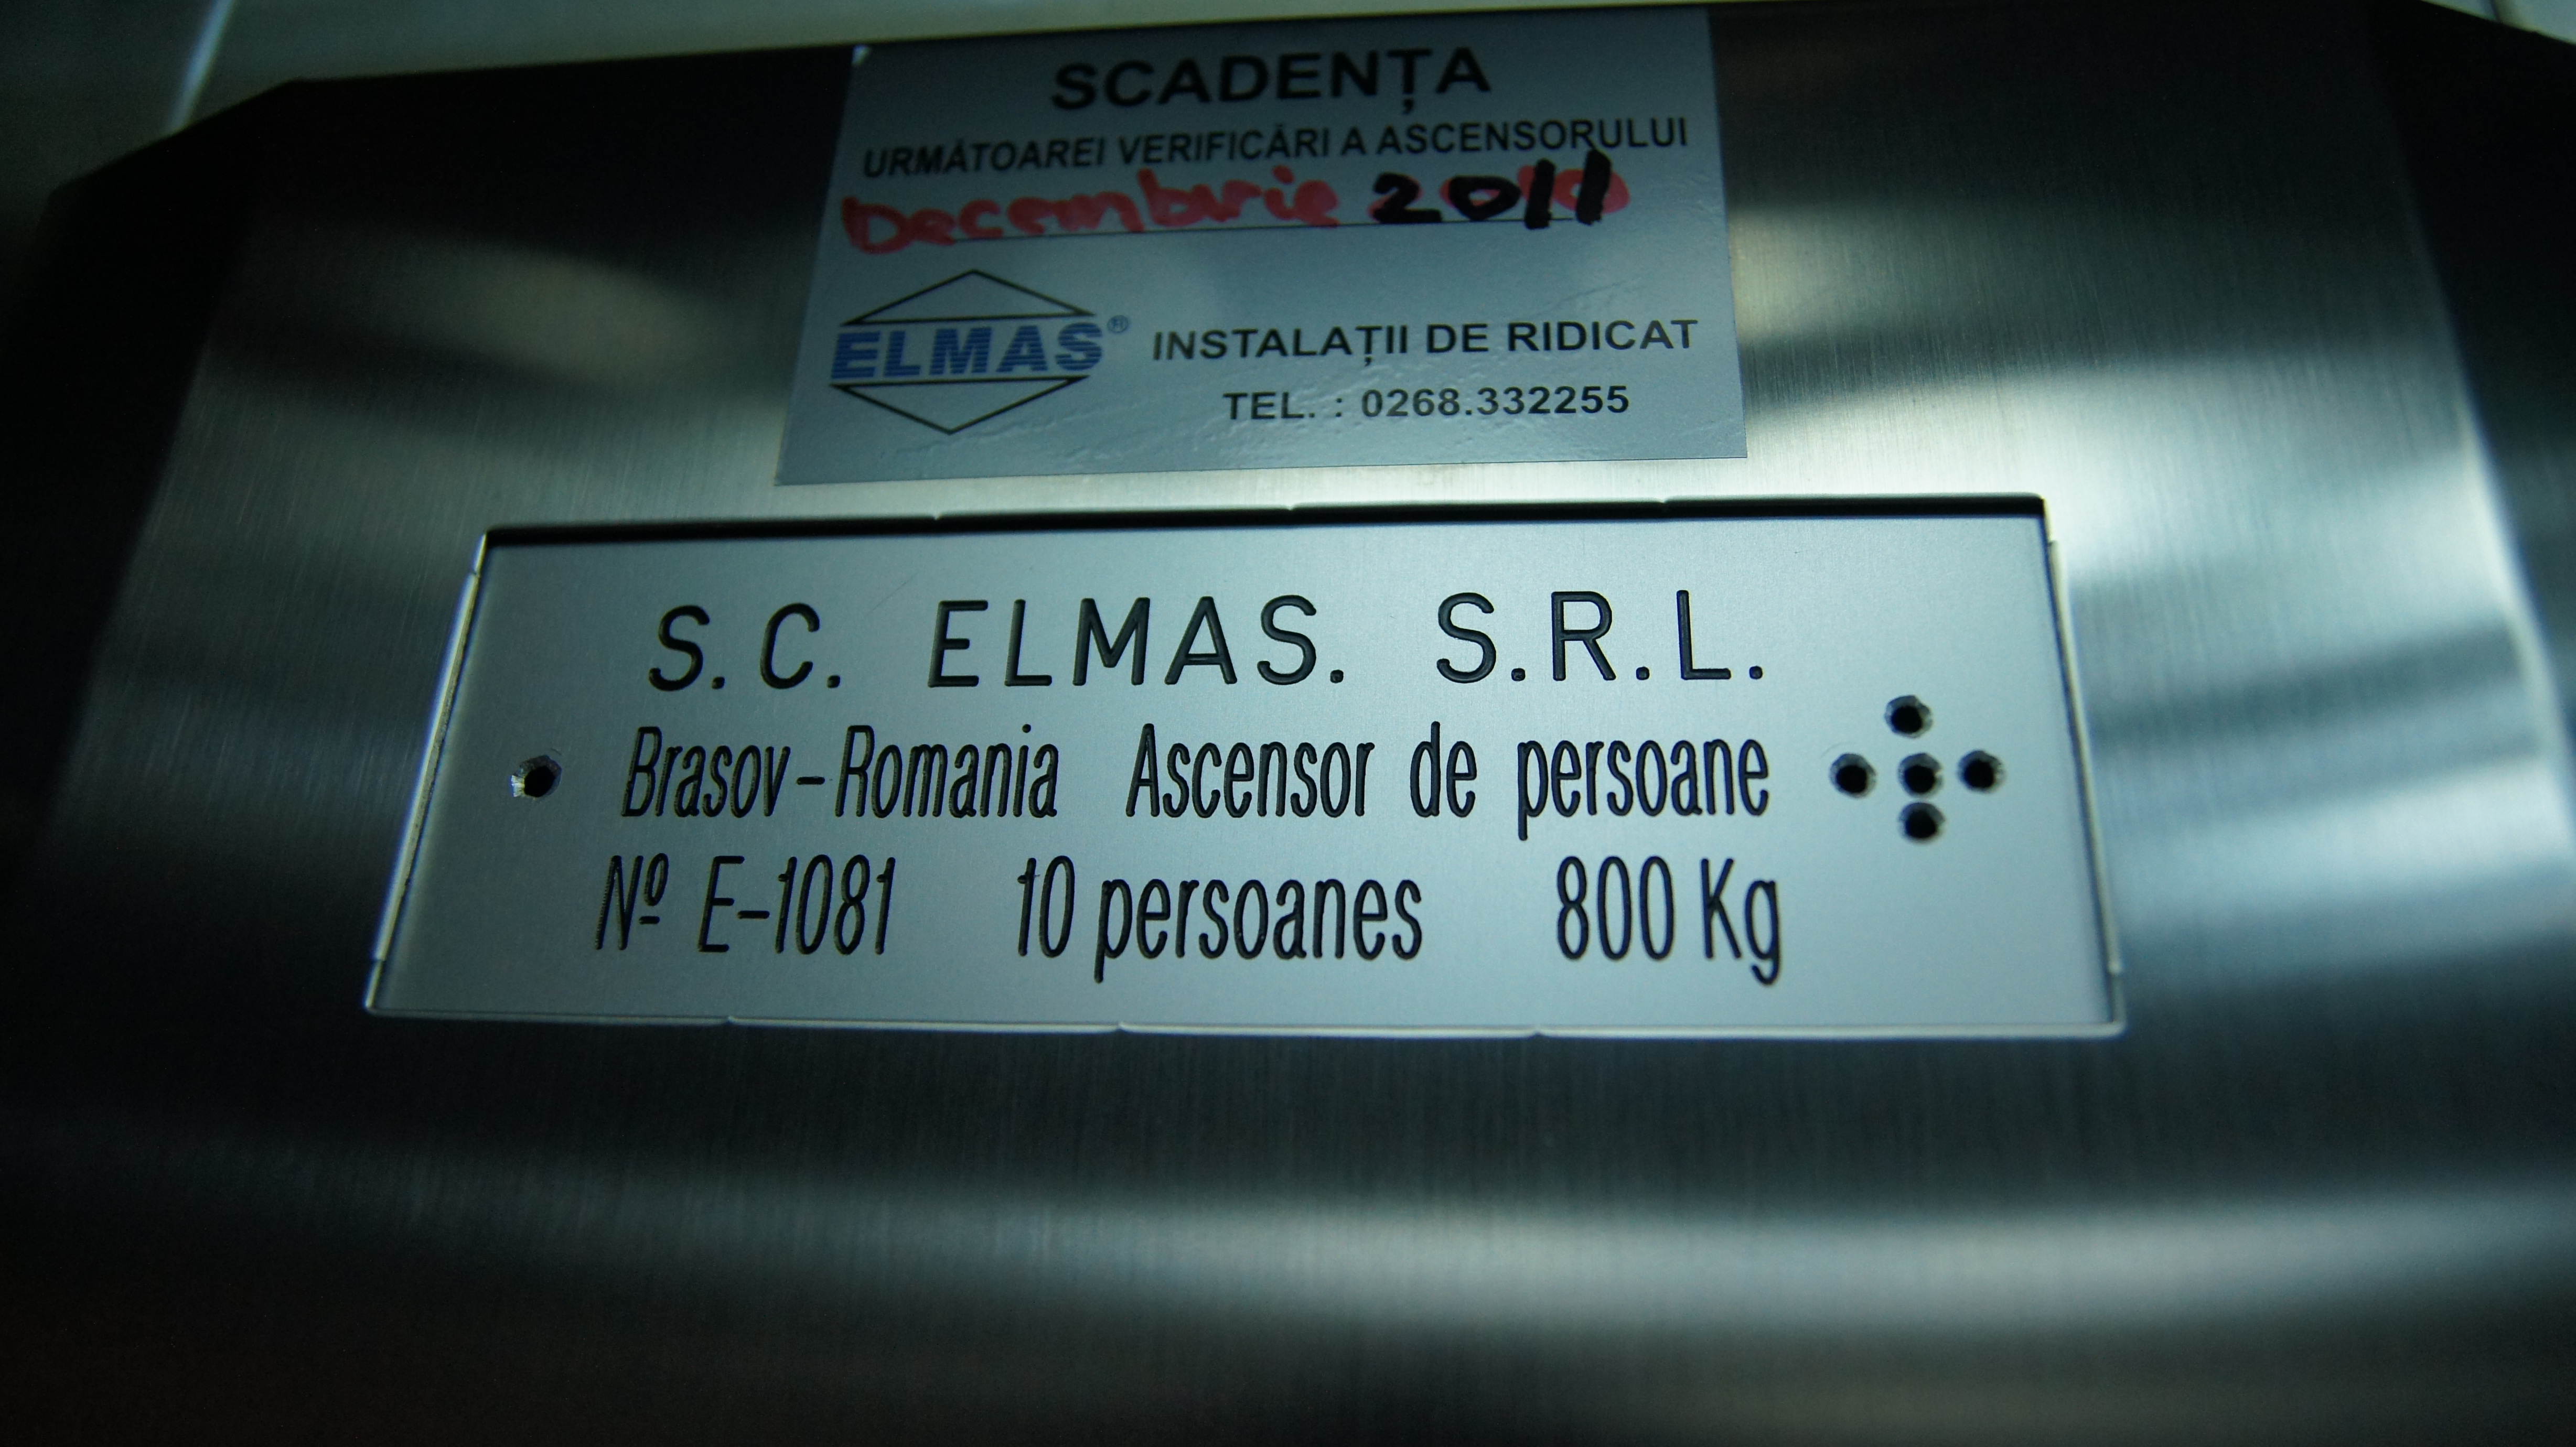 SCADENȚA
URMĂTOAREI VERIFICĂRI A ASCENSORULUI
Decembrie 2011
ELMAS® INSTALAȚII DE RIDICAT
TEL. : 0268.332255
S.C. ELMAS. S.R.L.
Brasov-Romania Ascensor de persoane
Nº E-1081 10 persoanes 800 Kg